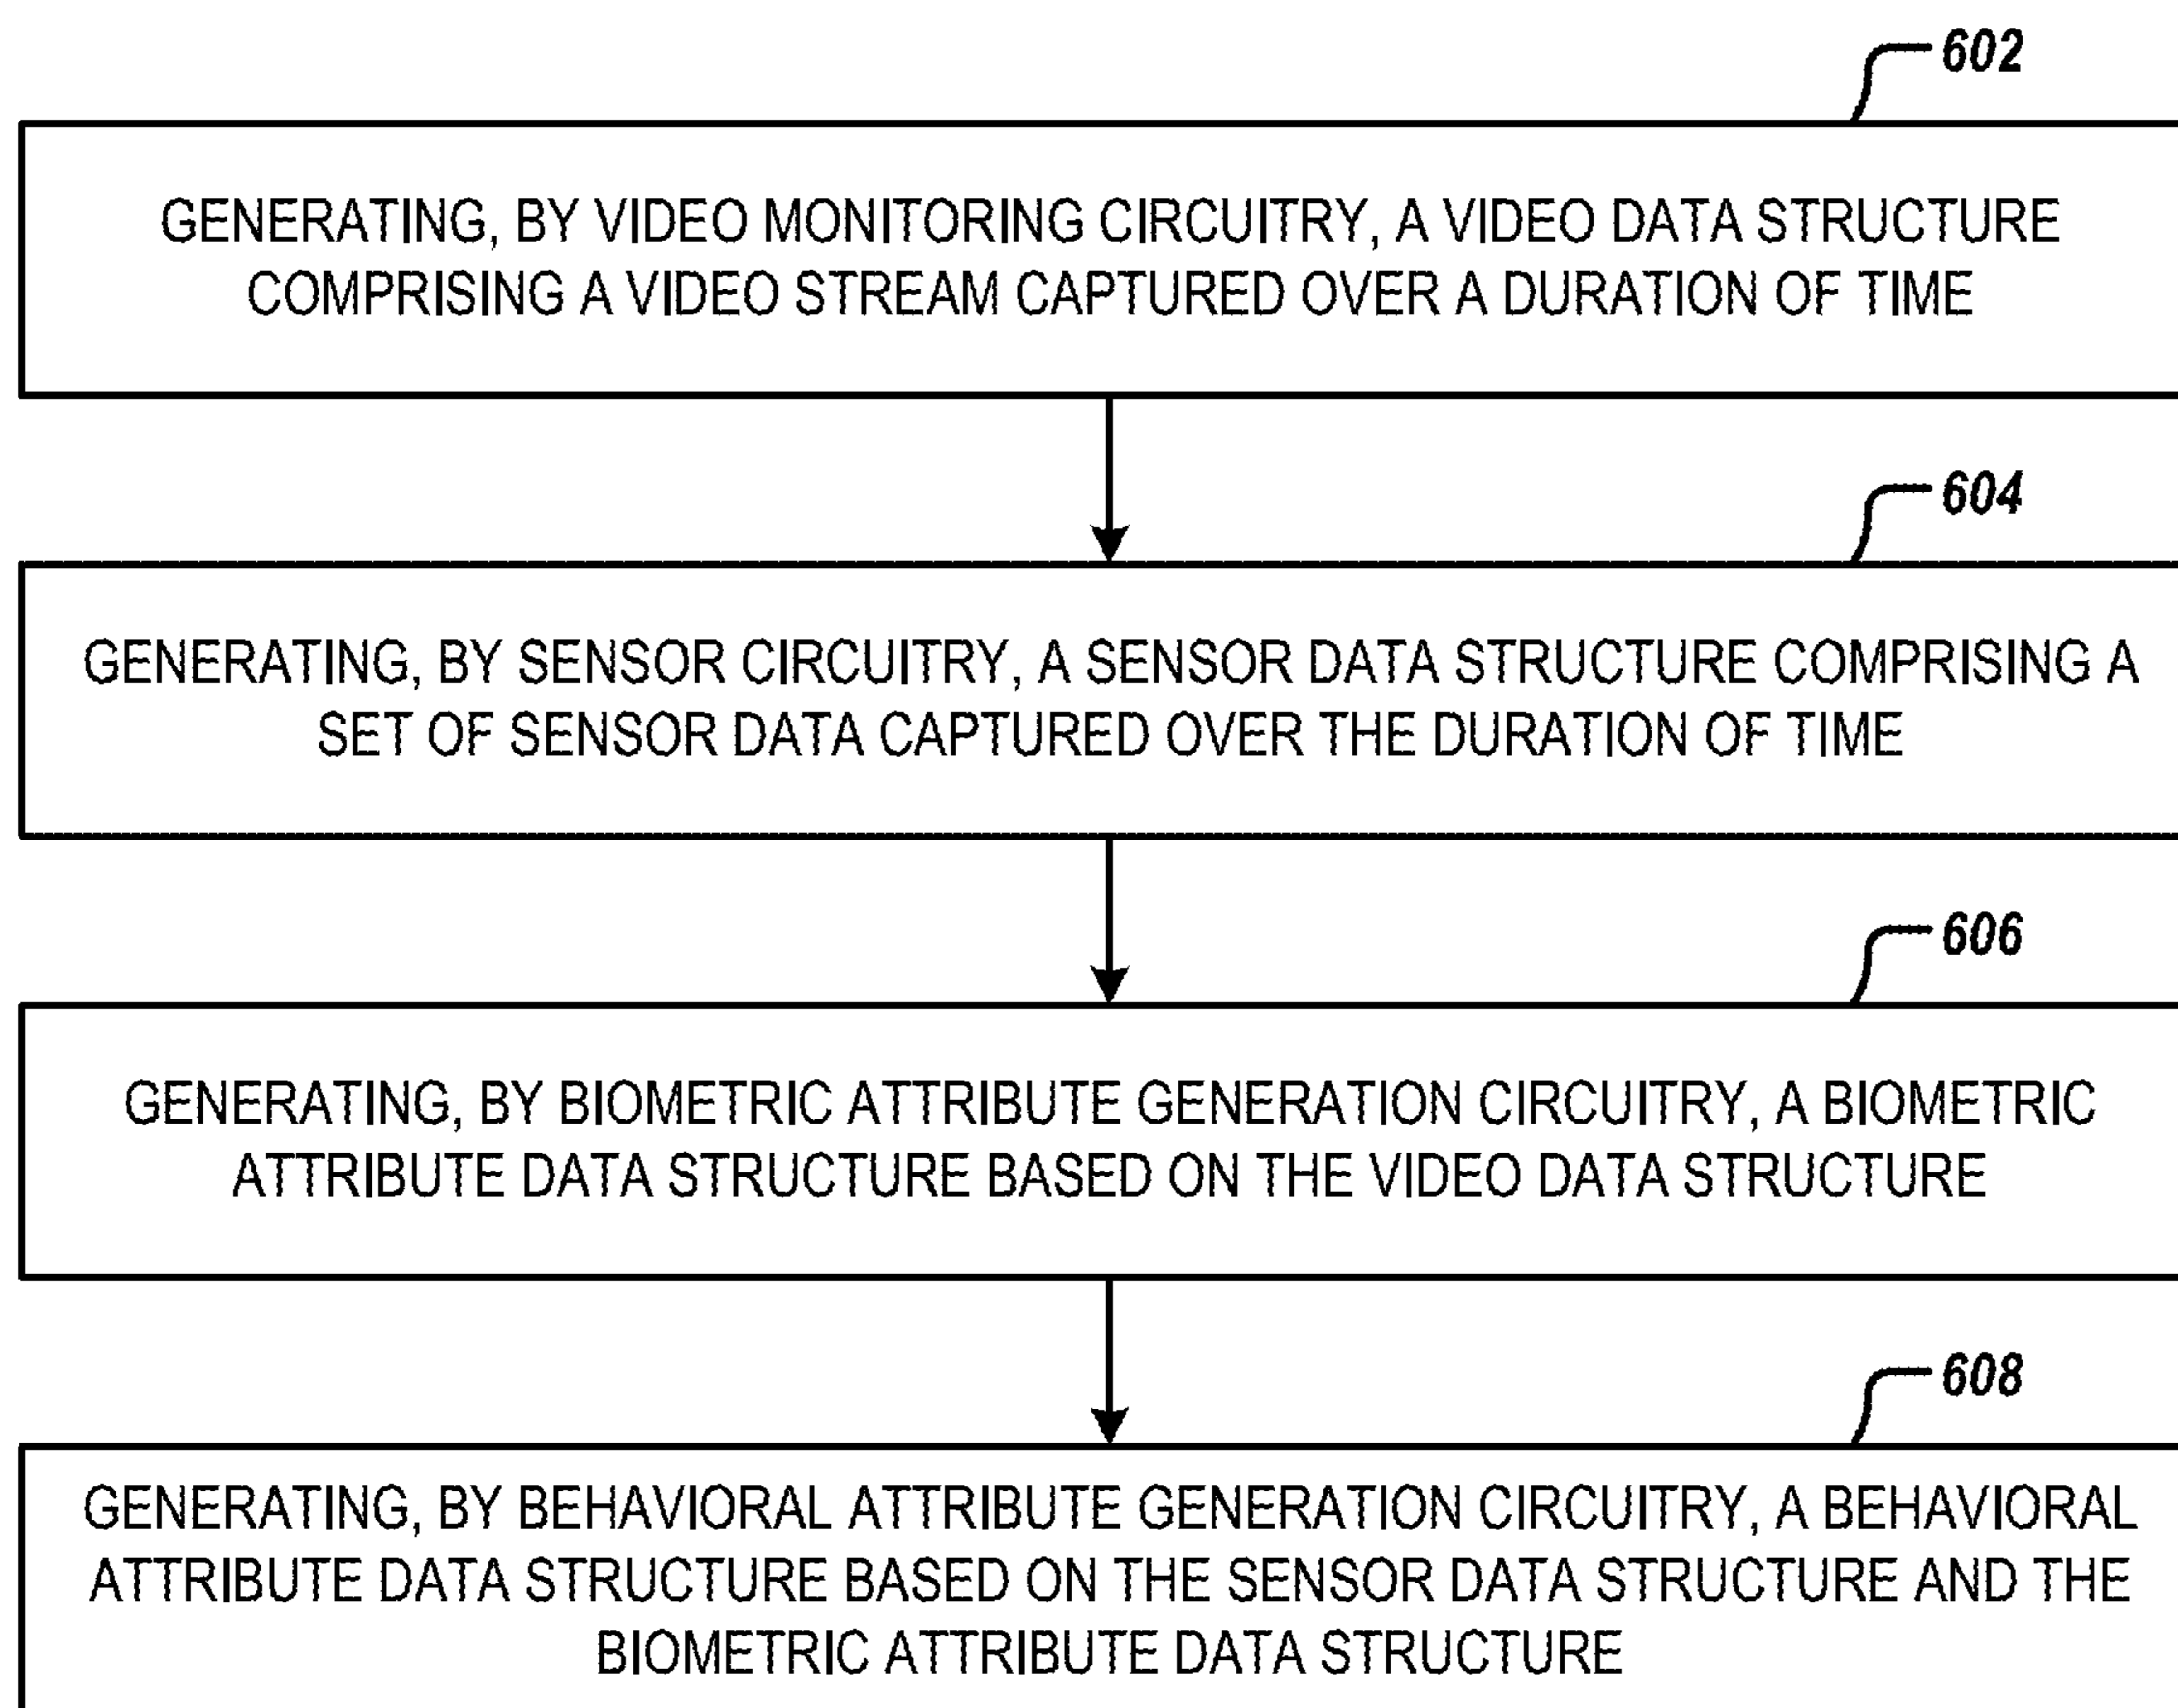 602
GENERATING, BY VIDEO MONITORING CIRCUITRY, A VIDEO DATA STRUCTURE
COMPRISING A VIDEO STREAM CAPTURED OVER A DURATION OF TIME
604
GENERATING, BY SENSOR CIRCUITRY, A SENSOR DATA STRUCTURE COMPRISING A
SET OF SENSOR DATA CAPTURED OVER THE DURATION OF TIME
606
GENERATING, BY BIOMETRIC ATTRIBUTE GENERATION CIRCUITRY, A BIOMETRIC
ATTRIBUTE DATA STRUCTURE BASED ON THE VIDEO DATA STRUCTURE
608
GENERATING, BY BEHAVIORAL ATTRIBUTE GENERATION CIRCUITRY, A BEHAVIORAL
ATTRIBUTE DATA STRUCTURE BASED ON THE SENSOR DATA STRUCTURE AND THE
BIOMETRIC ATTRIBUTE DATA STRUCTURE